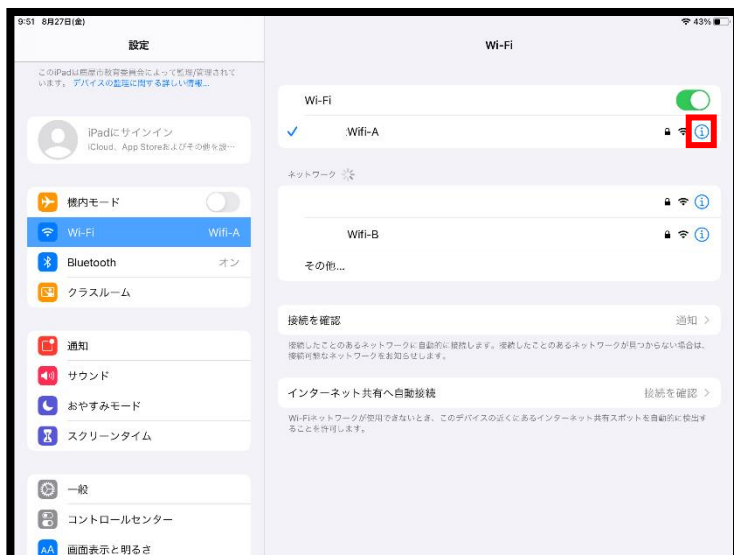 9:51 8月27日(金)
43%
設定
Wi-Fi
このiPadは鹿屋市教育委員会によって監理/管理されて
います。 デバイスの監理に関する詳しい情報...
iPadにサインイン
iCloud、App Storeおよびその他を設…
機内モード
Wi-Fi Wifi-A
Bluetooth オン
クラスルーム
通知
サウンド
おやすみモード
スクリーンタイム
一般
コントロールセンター
AA 画面表示と明るさ
Wi-Fi
:Wifi-A
ネットワーク
Wifi-B
その他...
接続を確認 通知
接続したことのあるネットワークに自動的に接続します。接続したことのあるネットワークが見つからない場合は、
接続可能なネットワークをお知らせします。
インターネット共有へ自動接続 接続を確認
Wi-Fiネットワークが使用できないとき、このデバイスの近くにあるインターネット共有スポットを自動的に検出す
ることを許可します。